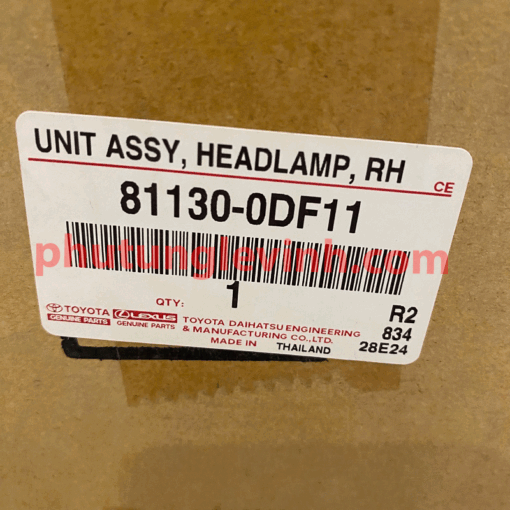 UNIT ASSY, HEADLAMP, RH
CE
81130-0DF11
phutunglevinh.com
QTY: 1
R2
TOYOTA
GENUINE PARTS
LEXUS
GENUINE PARTS
TOYOTA DAIHATSU ENGINEERING
& MANUFACTURING CO.,LTD.
MADE IN THAILAND
834
28E24